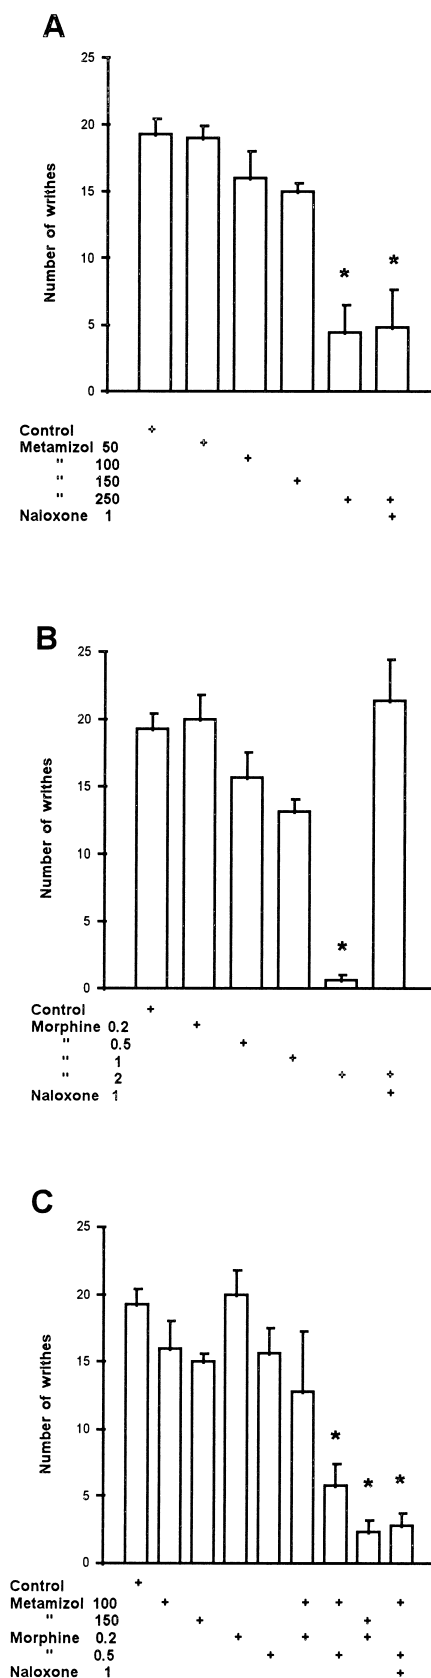 A
25
20
15
10
5
0
Number of writhes
*
*
Control +
Metamizol 50 +
" 100 +
" 150 +
" 250 + +
Naloxone 1 +
B
25
20
15
10
5
0
Number of writhes
*
Control +
Morphine 0.2 +
" 0.5 +
" 1 +
" 2 + +
Naloxone 1 +
C
25
20
15
10
5
0
Number of writhes
*
*
*
Control +
Metamizol 100 + + + +
" 150 + +
Morphine 0.2 + + +
" 0.5 + + +
Naloxone 1 +